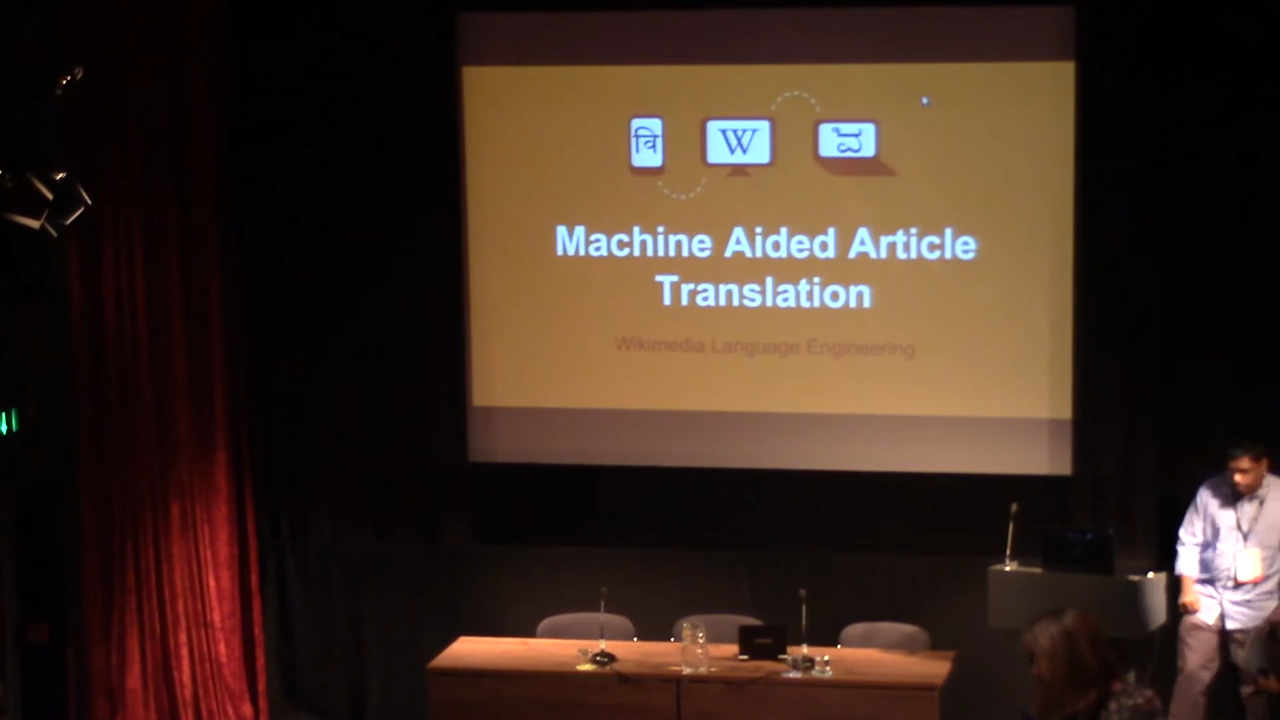 वि W ವಿ
Machine Aided Article
Translation
Wikimedia Language Engineering